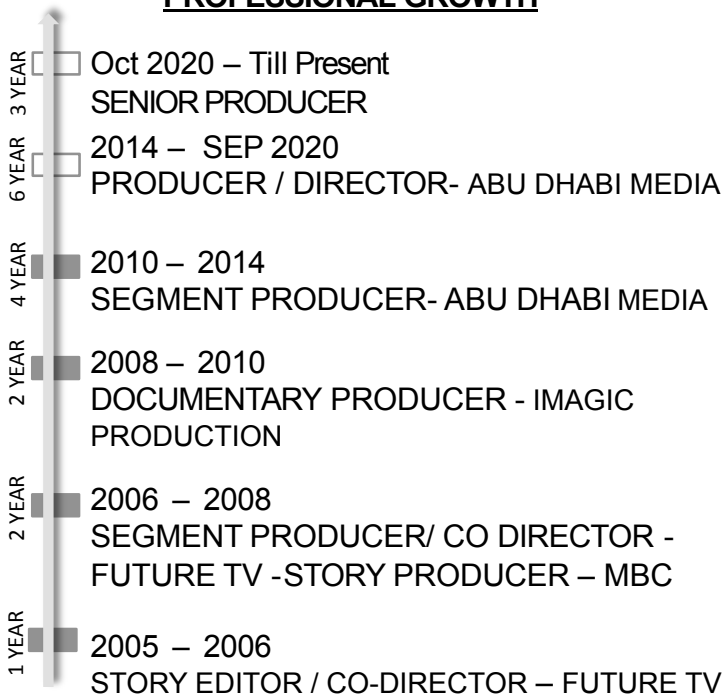 PROFESSIONAL GROWTH
3 YEAR
Oct 2020 – Till Present
SENIOR PRODUCER
6 YEAR
2014 – SEP 2020
PRODUCER / DIRECTOR- ABU DHABI MEDIA
4 YEAR
2010 – 2014
SEGMENT PRODUCER- ABU DHABI MEDIA
2 YEAR
2008 – 2010
DOCUMENTARY PRODUCER - IMAGIC
PRODUCTION
2 YEAR
2006 – 2008
SEGMENT PRODUCER/ CO DIRECTOR -
FUTURE TV -STORY PRODUCER – MBC
1 YEAR
2005 – 2006
STORY EDITOR / CO-DIRECTOR – FUTURE TV